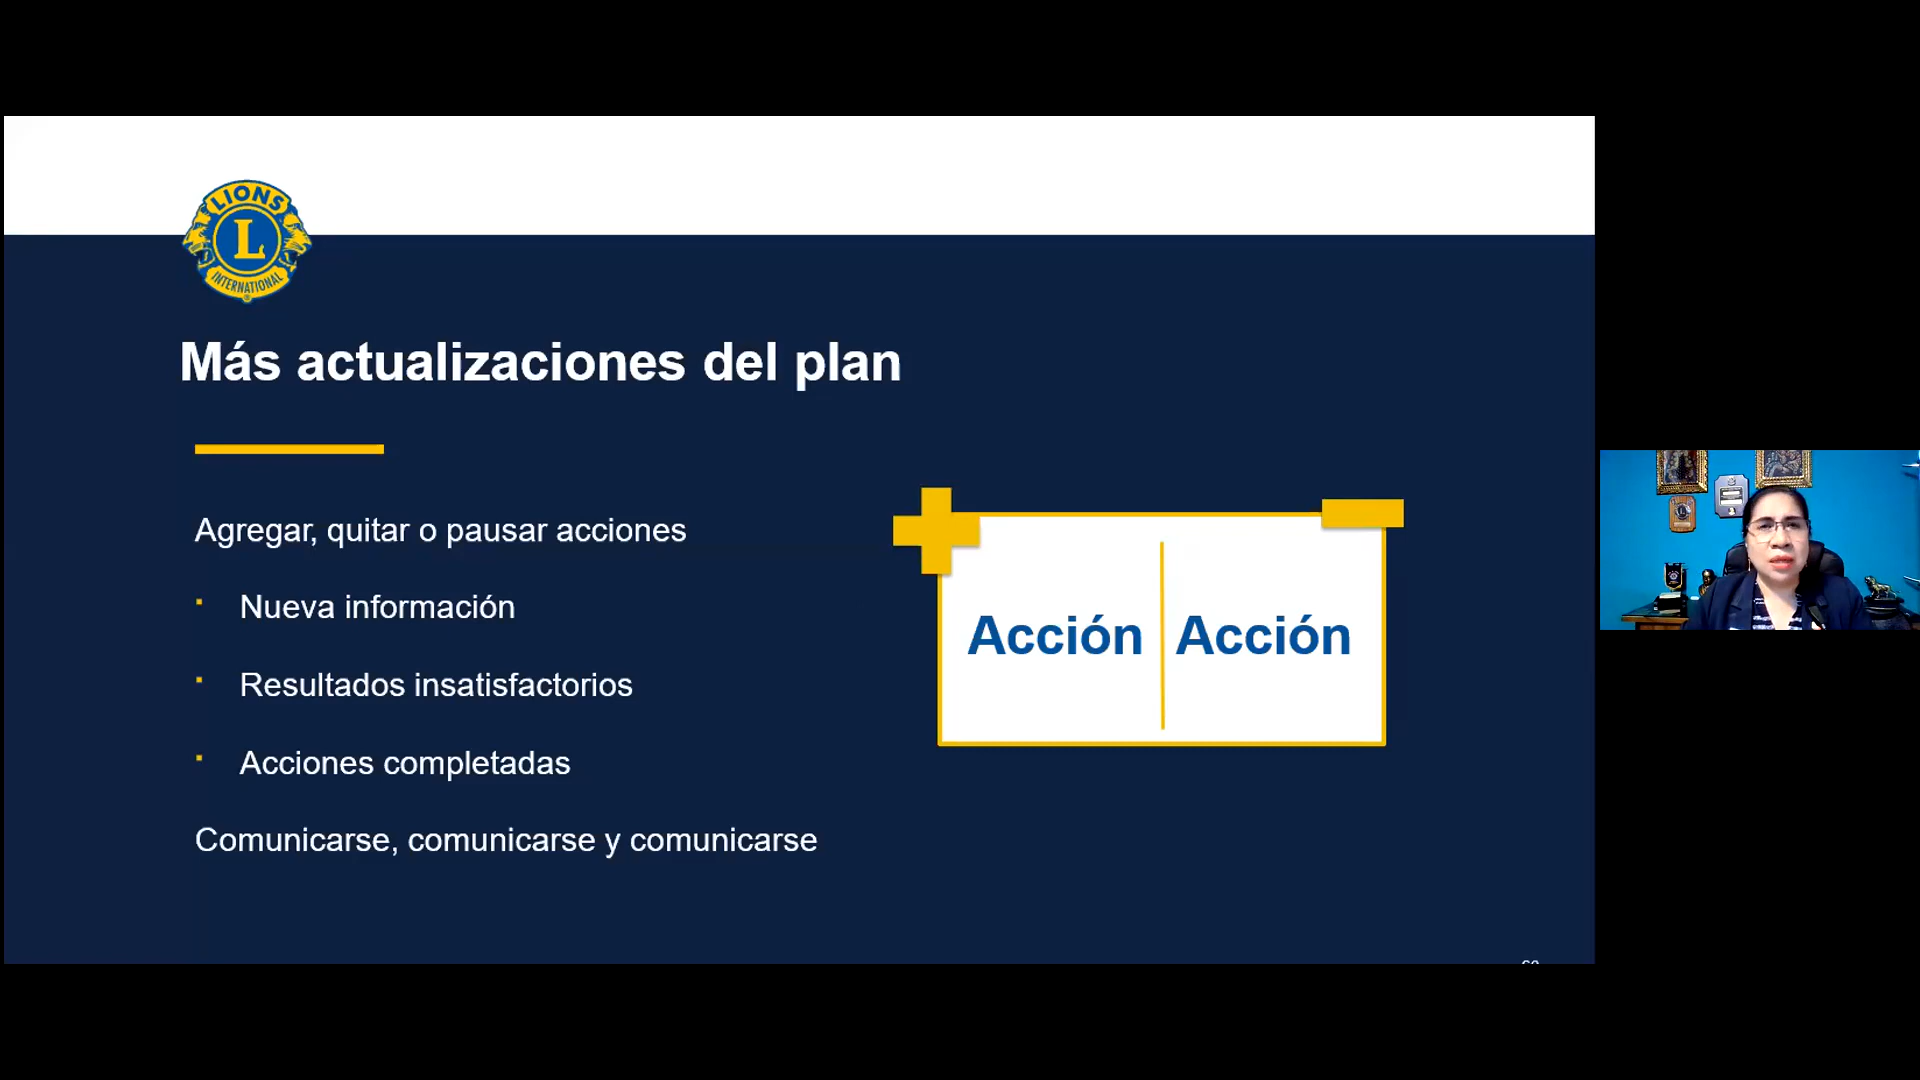 LIONS
L
INTERNATIONAL
®
Más actualizaciones del plan
Agregar, quitar o pausar acciones
Nueva información
Resultados insatisfactorios
Acciones completadas
Comunicarse, comunicarse y comunicarse
Acción
Acción